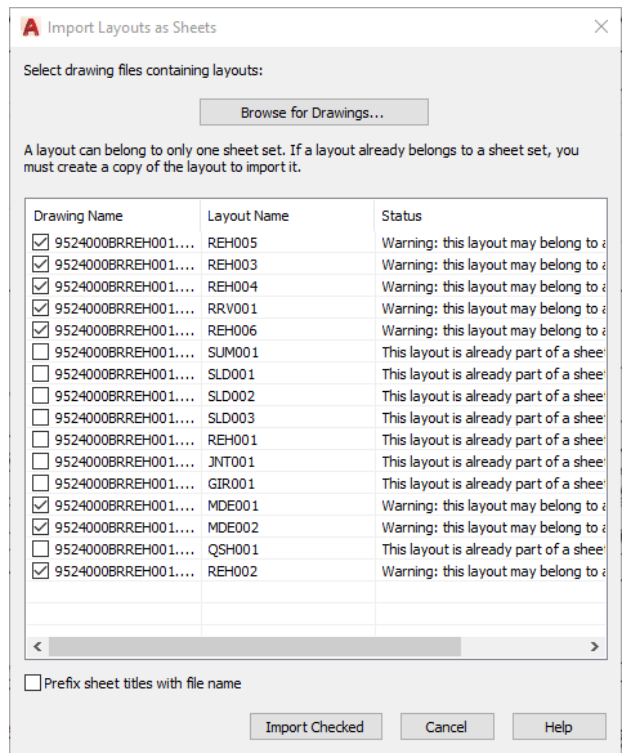 A Import Layouts as Sheets
Select drawing files containing layouts:
Browse for Drawings...
A layout can belong to only one sheet set. If a layout already belongs to a sheet set, you
must create a copy of the layout to import it.
Drawing Name Layout Name Status
9524000BRREH001.... REH005 Warning: this layout may belong to a
9524000BRREH001.... REH003 Warning: this layout may belong to a
9524000BRREH001.... REH004 Warning: this layout may belong to a
9524000BRREH001.... RRV001 Warning: this layout may belong to a
9524000BRREH001.... REH006 Warning: this layout may belong to a
9524000BRREH001.... SUM001 This layout is already part of a shee
9524000BRREH001.... SLD001 This layout is already part of a shee
9524000BRREH001.... SLD002 This layout is already part of a shee
9524000BRREH001.... SLD003 This layout is already part of a shee
9524000BRREH001.... REH001 This layout is already part of a shee
9524000BRREH001.... JNT001 This layout is already part of a shee
9524000BRREH001.... GIR001 This layout is already part of a shee
9524000BRREH001.... MDE001 Warning: this layout may belong to a
9524000BRREH001.... MDE002 Warning: this layout may belong to a
9524000BRREH001.... QSH001 This layout is already part of a shee
9524000BRREH001.... REH002 Warning: this layout may belong to a
Prefix sheet titles with file name
Import Checked Cancel Help